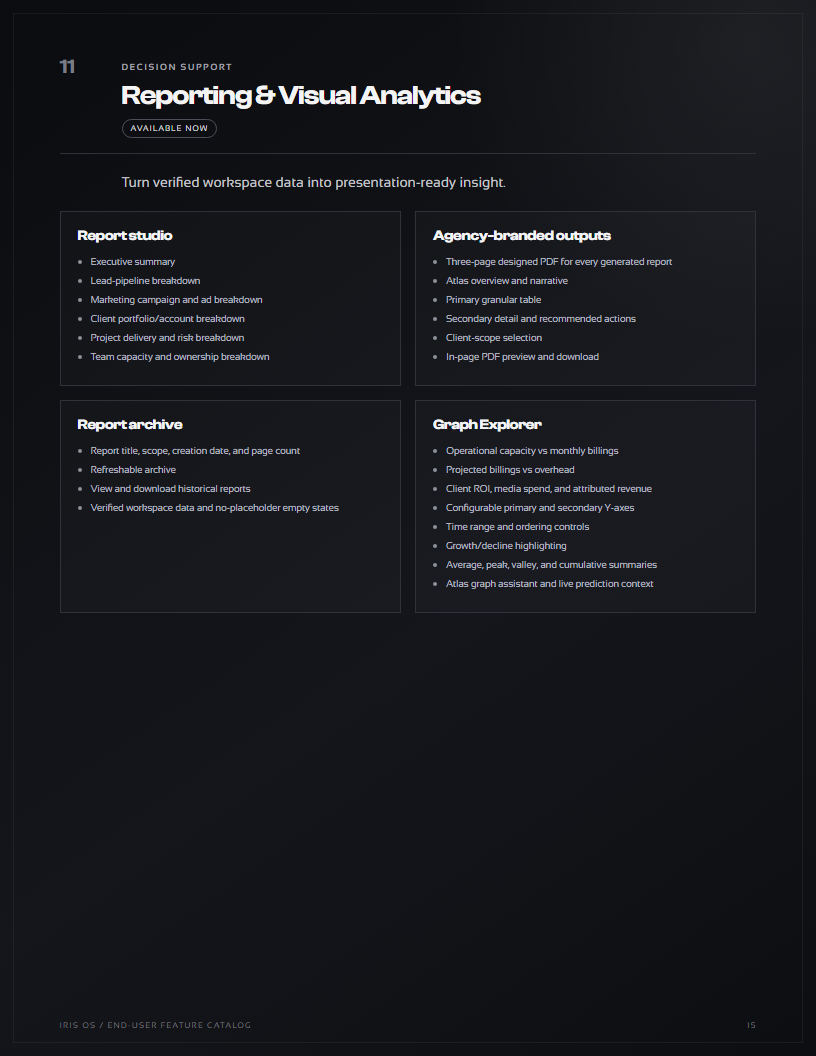 11
DECISION SUPPORT
Reporting & Visual Analytics
AVAILABLE NOW
Turn verified workspace data into presentation-ready insight.
Report studio
Executive summary
Lead-pipeline breakdown
Marketing campaign and ad breakdown
Client portfolio/account breakdown
Project delivery and risk breakdown
Team capacity and ownership breakdown
Agency-branded outputs
Three-page designed PDF for every generated report
Atlas overview and narrative
Primary granular table
Secondary detail and recommended actions
Client-scope selection
In-page PDF preview and download
Report archive
Report title, scope, creation date, and page count
Refreshable archive
View and download historical reports
Verified workspace data and no-placeholder empty states
Graph Explorer
Operational capacity vs monthly billings
Projected billings vs overhead
Client ROI, media spend, and attributed revenue
Configurable primary and secondary Y-axes
Time range and ordering controls
Growth/decline highlighting
Average, peak, valley, and cumulative summaries
Atlas graph assistant and live prediction context
IRIS OS / END-USER FEATURE CATALOG
15